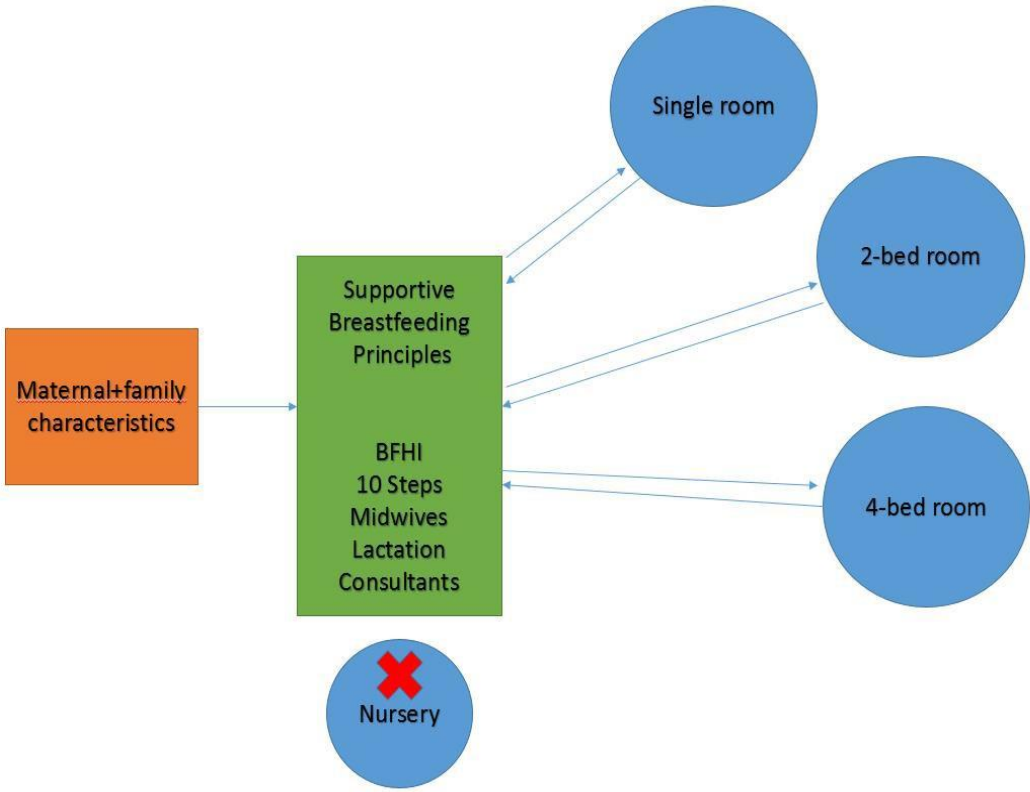 Single room
2-bed room
Supportive
Breastfeeding
Principles
Maternal+family
characteristics
BFHI
10 Steps
Midwives
Lactation
Consultants
4-bed room
Nursery